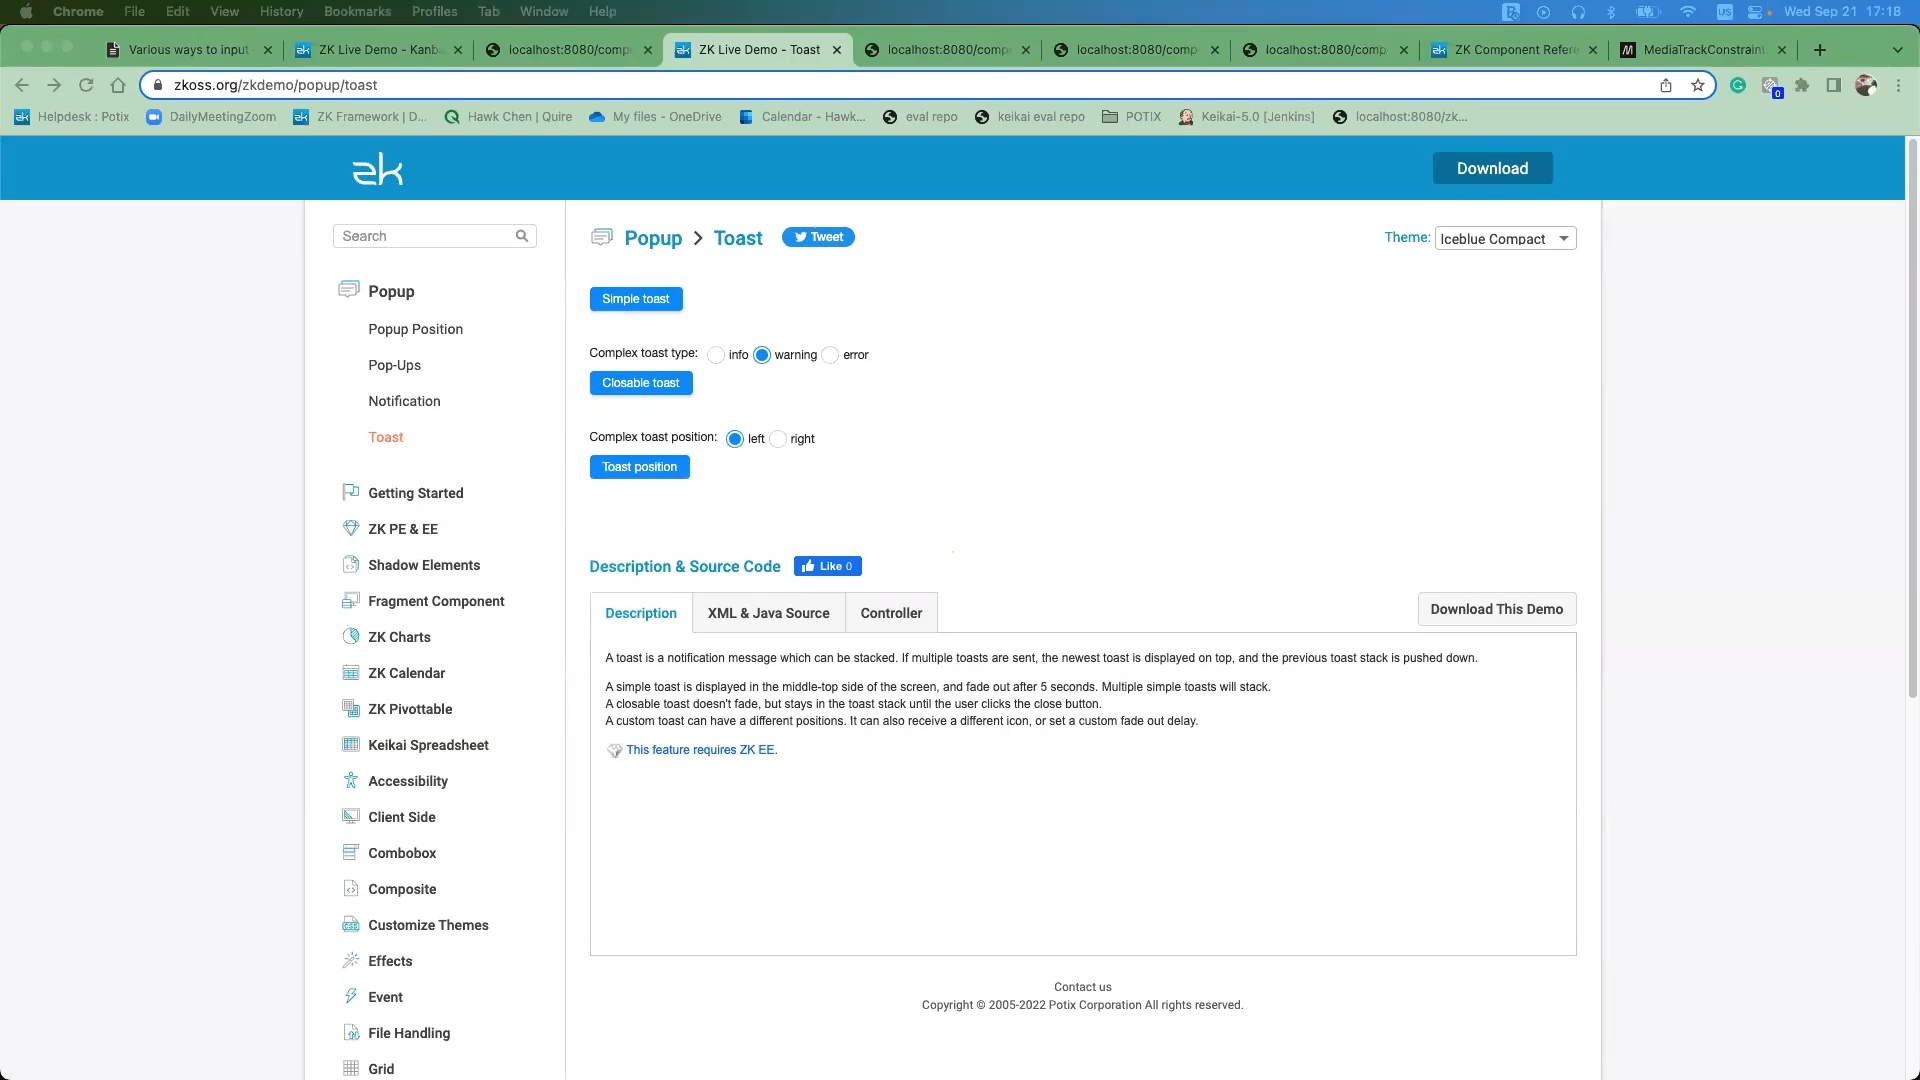 Chrome File Edit View History Bookmarks Profiles Tab Window Help
US Wed Sep 21 17:18
Various ways to input
ZK Live Demo - Kanba
localhost:8080/comp
ZK Live Demo - Toast
localhost:8080/comp
localhost:8080/comp
localhost:8080/comp
ZK Component Refere
MediaTrackConstraint
zkoss.org/zkdemo/popup/toast
0
Helpdesk : Potix
DailyMeetingZoom
ZK Framework | D...
Hawk Chen | Quire
My files - OneDrive
Calendar - Hawk...
eval repo
keikai eval repo
POTIX
Keikai-5.0 [Jenkins]
localhost:8080/zk...
zk
Download
Search
Popup
Popup Position
Pop-Ups
Notification
Toast
Getting Started
ZK PE & EE
Shadow Elements
Fragment Component
ZK Charts
ZK Calendar
ZK Pivottable
Keikai Spreadsheet
Accessibility
Client Side
Combobox
Composite
Customize Themes
Effects
Event
File Handling
Grid
Popup > Toast
Tweet
Theme: Iceblue Compact
Simple toast
Complex toast type: info warning error
Closable toast
Complex toast position: left right
Toast position
Description & Source Code
Like 0
Description
XML & Java Source
Controller
Download This Demo
A toast is a notification message which can be stacked. If multiple toasts are sent, the newest toast is displayed on top, and the previous toast stack is pushed down.
A simple toast is displayed in the middle-top side of the screen, and fade out after 5 seconds. Multiple simple toasts will stack.
A closable toast doesn't fade, but stays in the toast stack until the user clicks the close button.
A custom toast can have a different positions. It can also receive a different icon, or set a custom fade out delay.
This feature requires ZK EE.
Contact us
Copyright © 2005-2022 Potix Corporation All rights reserved.